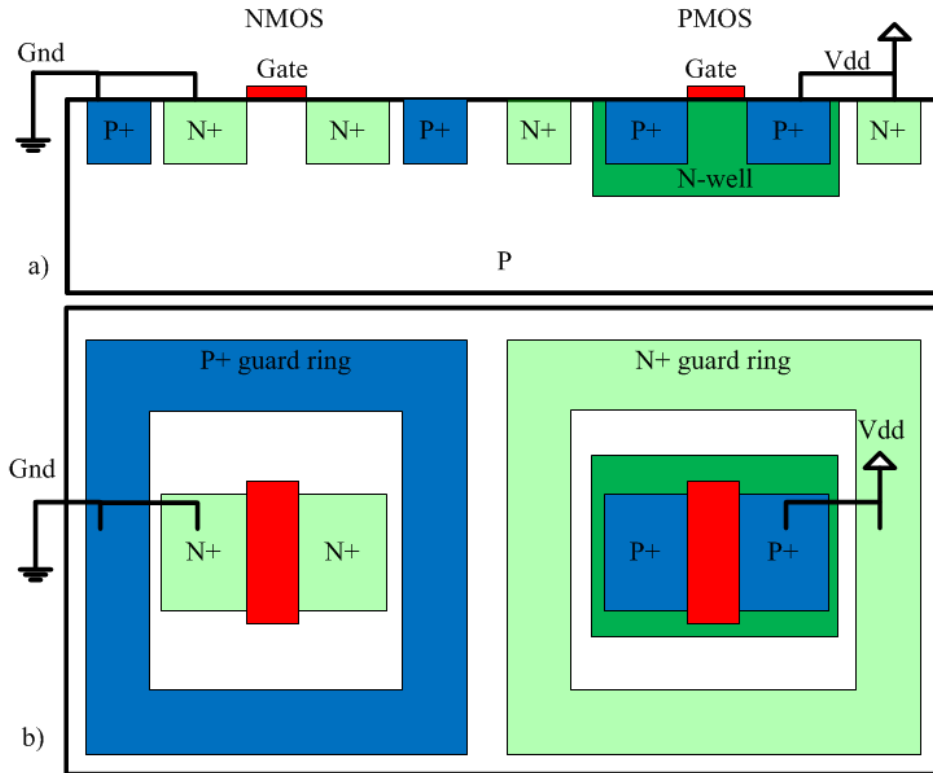 NMOS
PMOS
Gnd
Gate
Gate
Vdd
P+
N+
N+
P+
N+
P+
P+
N+
N-well
a)
P
P+ guard ring
N+ guard ring
Vdd
Gnd
N+
N+
P+
P+
b)